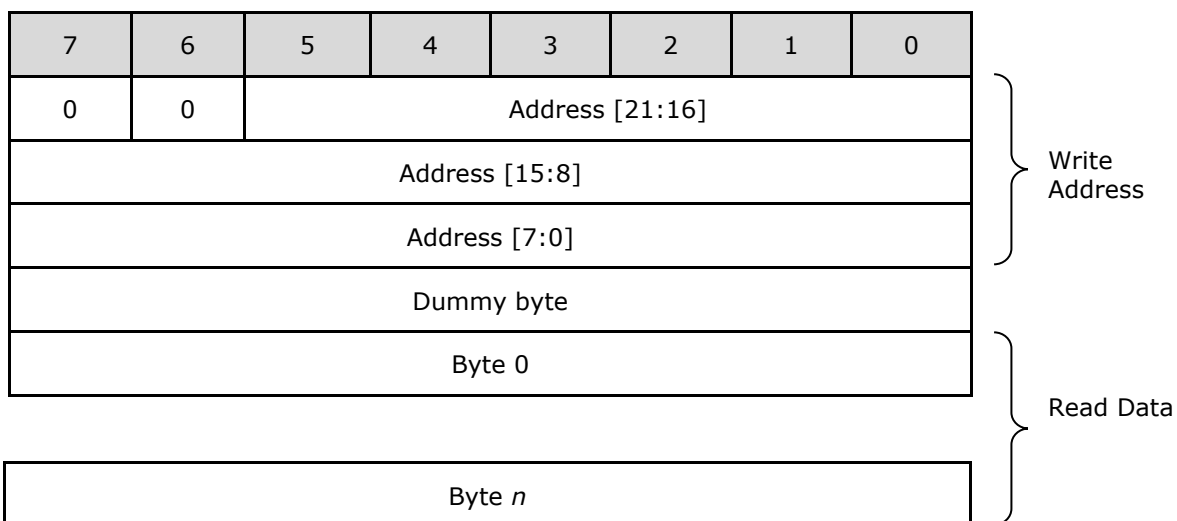 7 6 5 4 3 2 1 0
0 0 Address [21:16]
Address [15:8]
Address [7:0]
Write
Address
Dummy byte
Byte 0
Byte n
Read Data